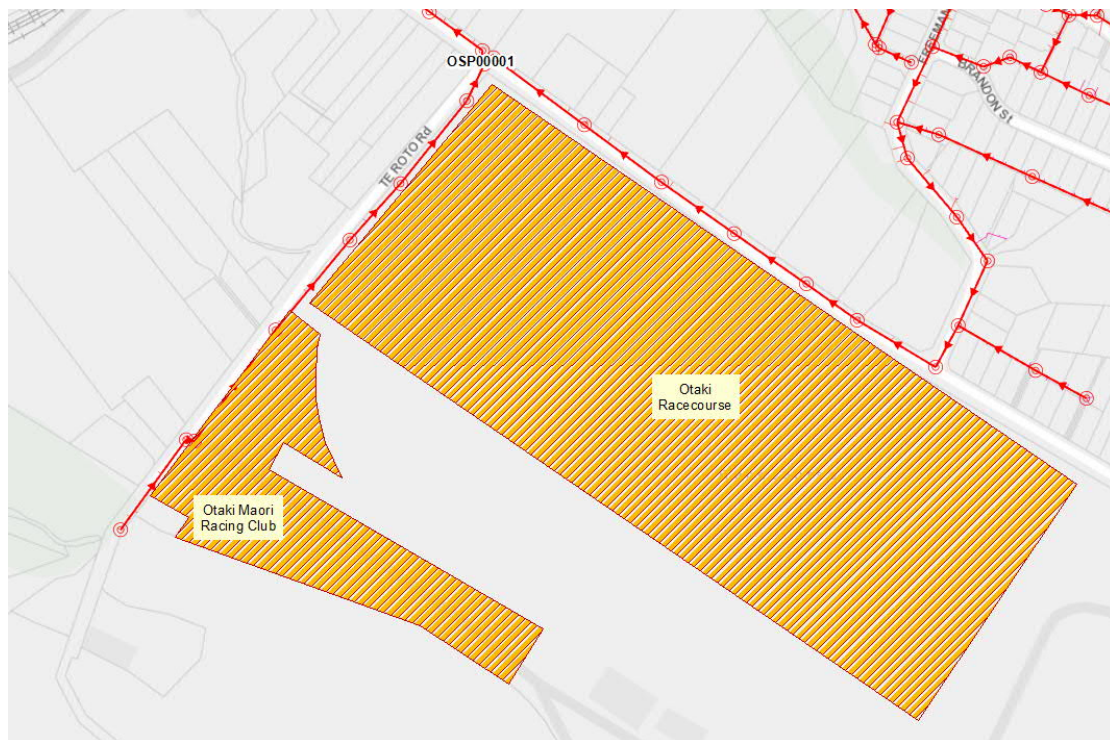 OSP00001
TE ROTO Rd
BRANDON St
Otaki
Racecourse
Otaki Maori
Racing Club